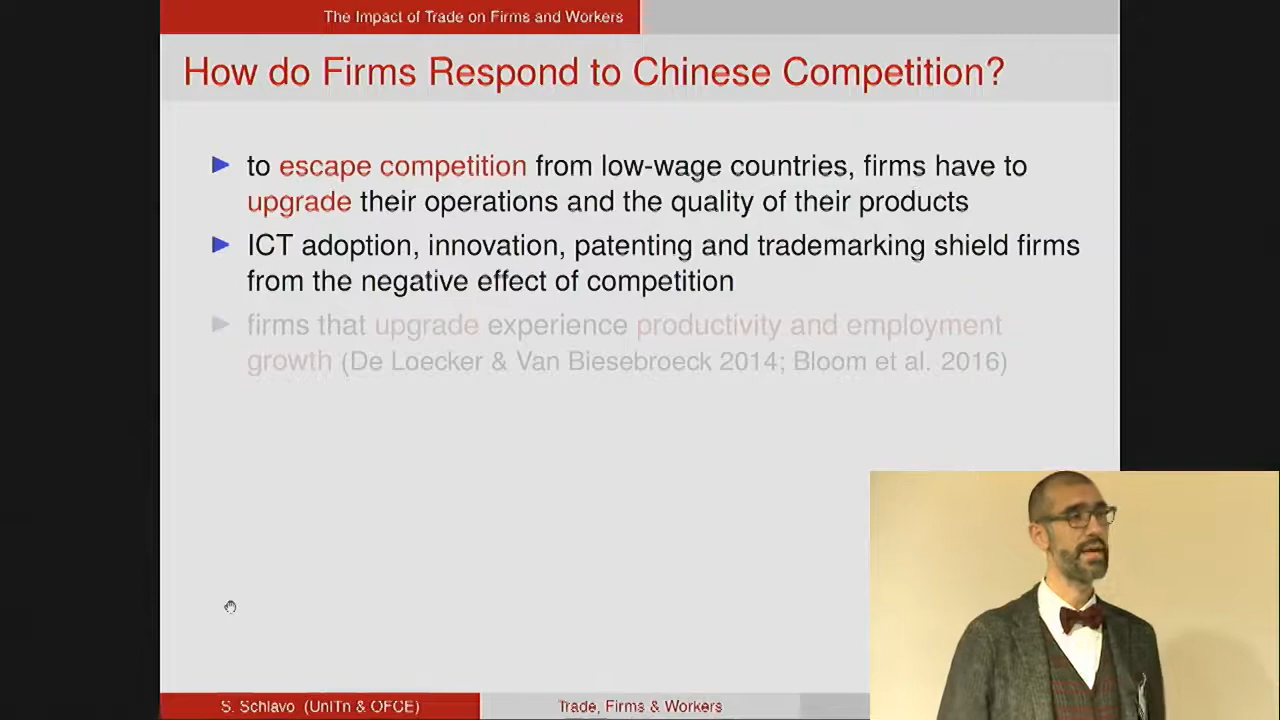 The Impact of Trade on Firms and Workers
How do Firms Respond to Chinese Competition?
to escape competition from low-wage countries, firms have to
upgrade their operations and the quality of their products
ICT adoption, innovation, patenting and trademarking shield firms
from the negative effect of competition
firms that upgrade experience productivity and employment
growth (De Loecker & Van Biesebroeck 2014; Bloom et al. 2016)
S. Schiavo (UniTn & OFCE)
Trade, Firms & Workers